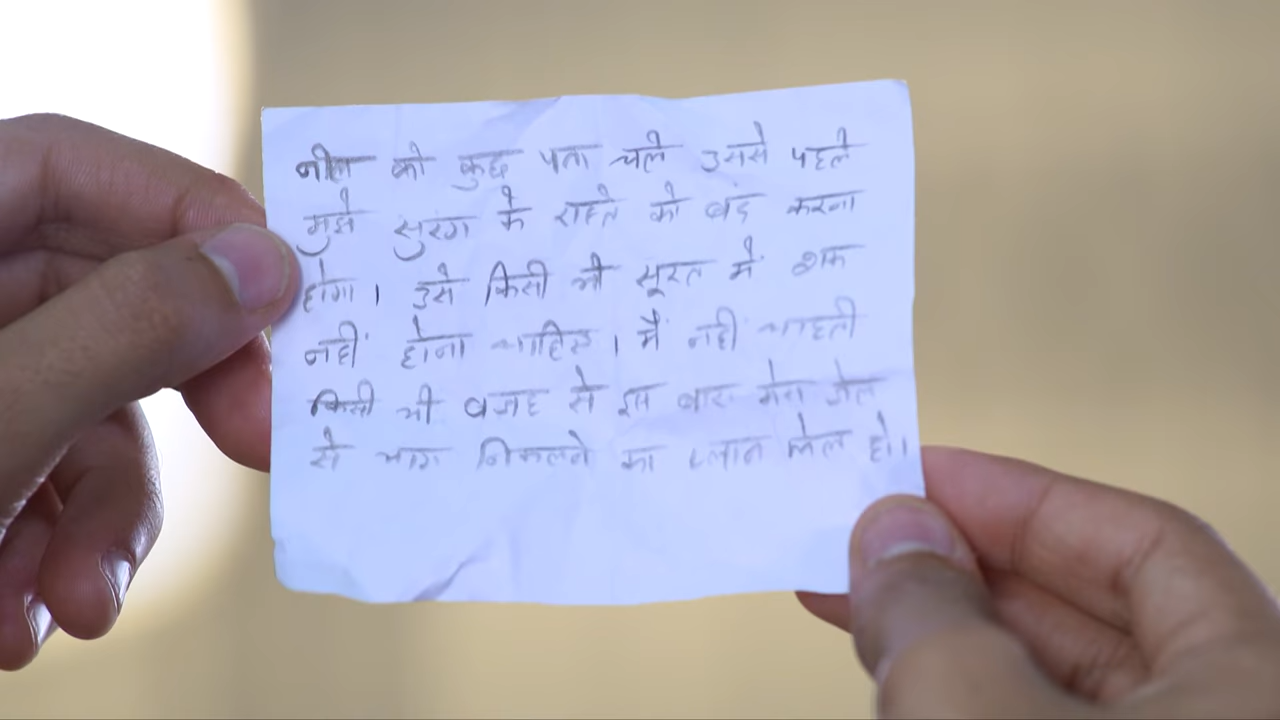 नील को कुछ पता चले उससे पहले
मुझे सुरंग के रास्ते को बंद करना
होगा। उसे किसी भी सूरत में शक
नहीं होना चाहिए। मैं नहीं चाहती
किसी भी वजह से इस बार मेरा जेल
से भाग निकलने का प्लान फेल हो।